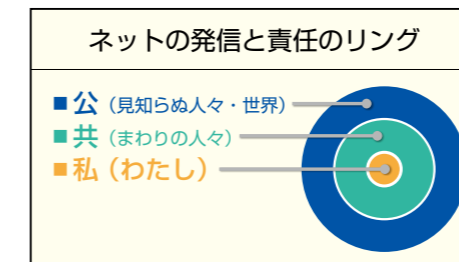 ネットの発信と責任のリング
公（見知らぬ人々・世界）
共（まわりの人々）
私（わたし）